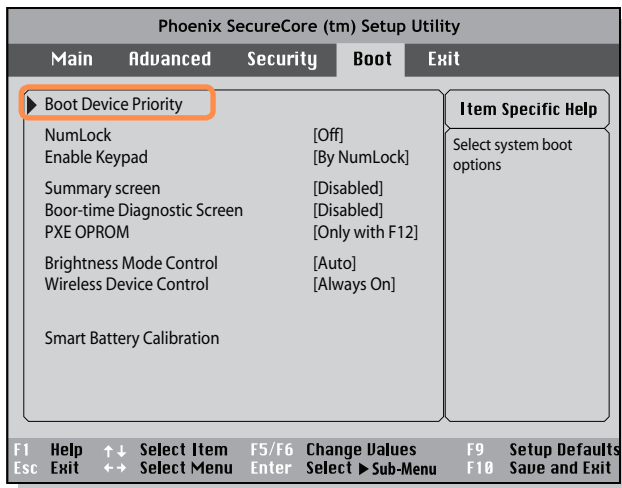 Phoenix SecureCore (tm) Setup Utility
Main Advanced Security Boot Exit
Boot Device Priority
NumLock [Off]
Enable Keypad [By NumLock]
Summary screen [Disabled]
Boor-time Diagnostic Screen [Disabled]
PXE OPROM [Only with F12]
Brightness Mode Control [Auto]
Wireless Device Control [Always On]
Smart Battery Calibration
Item Specific Help
Select system boot
options
F1 Help ↑↓ Select Item F5/F6 Change Values F9 Setup Defaults
Esc Exit ←→ Select Menu Enter Select ▶ Sub-Menu F10 Save and Exit